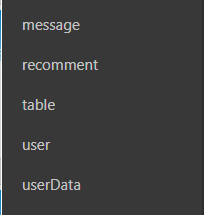 message
recomment
table
user
userData